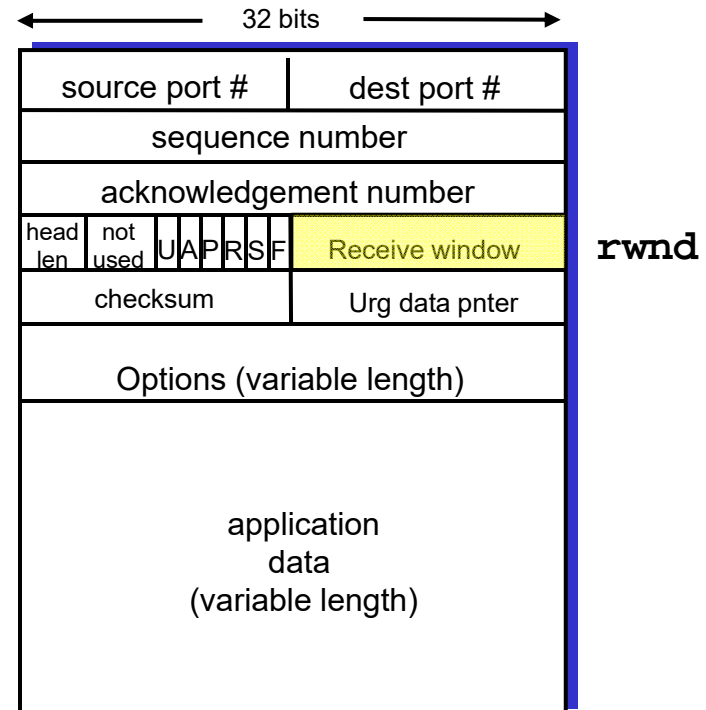 32 bits
source port #
dest port #
sequence number
acknowledgement number
head
len
not
used
U
A
P
R
S
F
Receive window
rwnd
checksum
Urg data pnter
Options (variable length)
application
data
(variable length)